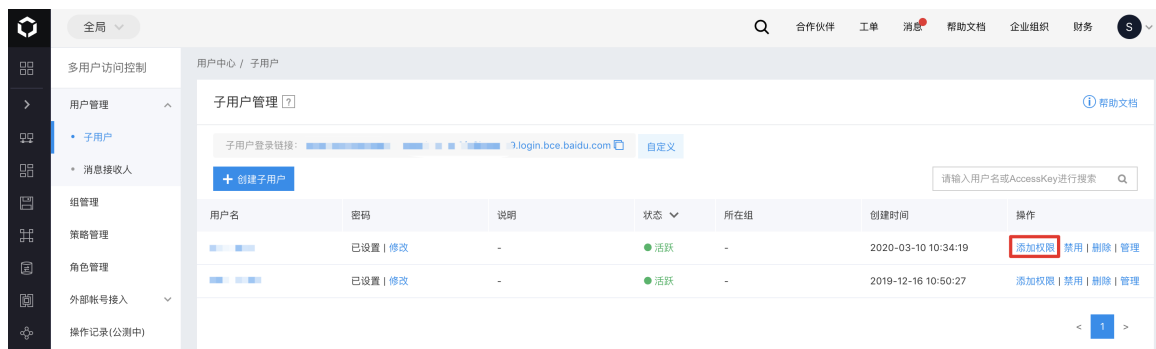 全局
合作伙伴 工单 消息 帮助文档 企业组织 财务 S
多用户访问控制
用户中心 / 子用户
用户管理
子用户管理 ?
帮助文档
• 子用户
子用户登录链接: login.bce.baidu.com 自定义
• 消息接收人
+ 创建子用户
请输入用户名或AccessKey进行搜索
组管理
用户名 密码 说明 状态 所在组 创建时间 操作
策略管理
已设置 | 修改 - 活跃 - 2020-03-10 10:34:19 添加权限 禁用 | 删除 | 管理
角色管理
已设置 | 修改 - 活跃 - 2019-12-16 10:50:27 添加权限 | 禁用 | 删除 | 管理
外部帐号接入
操作记录(公测中)
< 1 >